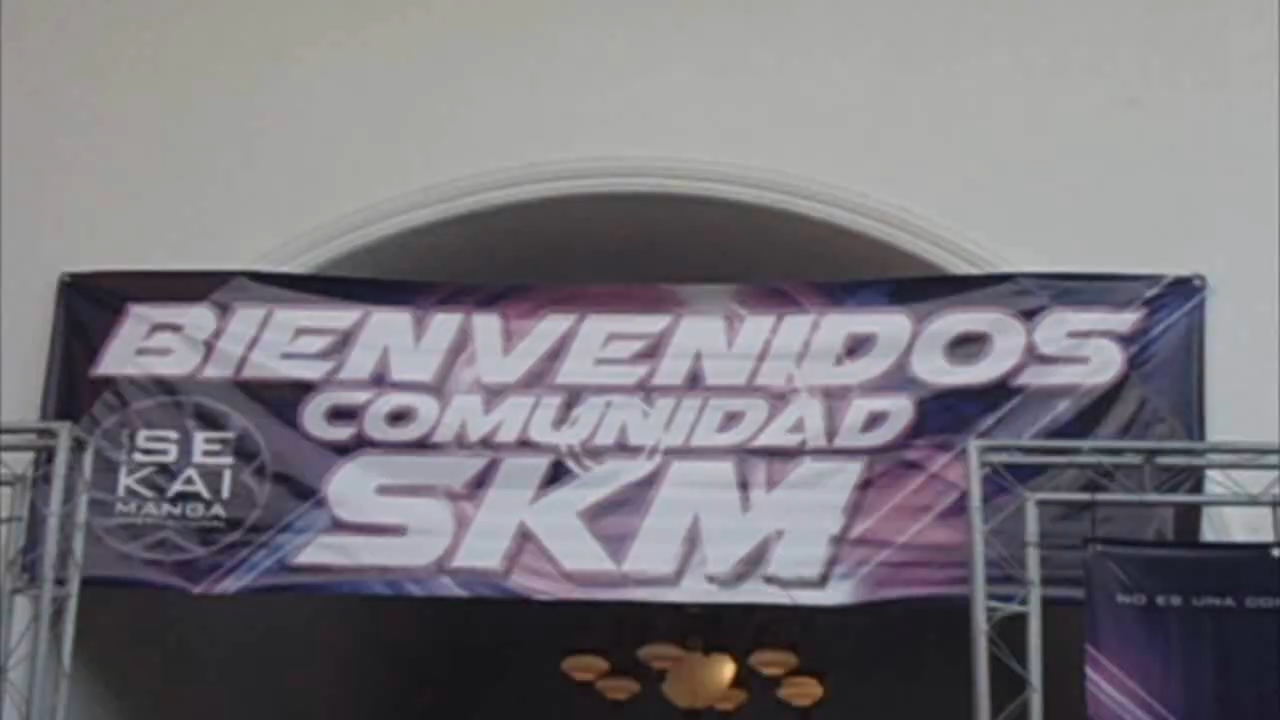 BIENVENIDOS
COMUNIDAD
SKM
SE
KAI
MANGA
NO ES UNA